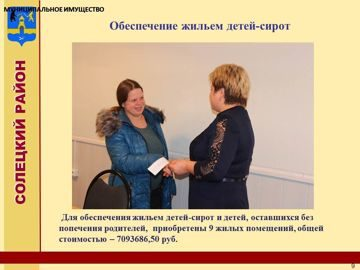 МУНИЦИПАЛЬНОЕ ИМУЩЕСТВО
Обеспечение жильем детей-сирот
СОЛЕЦКИЙ РАЙОН
Для обеспечения жильем детей-сирот и детей, оставшихся без
попечения родителей, приобретены 9 жилых помещений, общей
стоимостью – 7093686,50 руб.
9